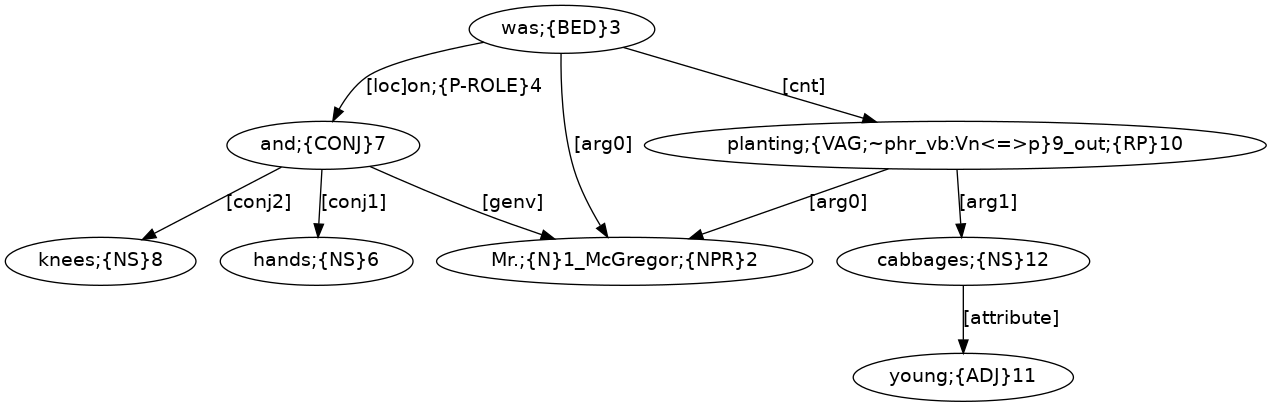 was;{BED}3
[loc]on;{P-ROLE}4
[cnt]
and;{CONJ}7
[arg0]
planting;{VAG;~phr_vb:Vn<=>p}9_out;{RP}10
[conj2]
[conj1]
[genv]
[arg0]
[arg1]
knees;{NS}8
hands;{NS}6
Mr.;{N}1_McGregor;{NPR}2
cabbages;{NS}12
[attribute]
young;{ADJ}11